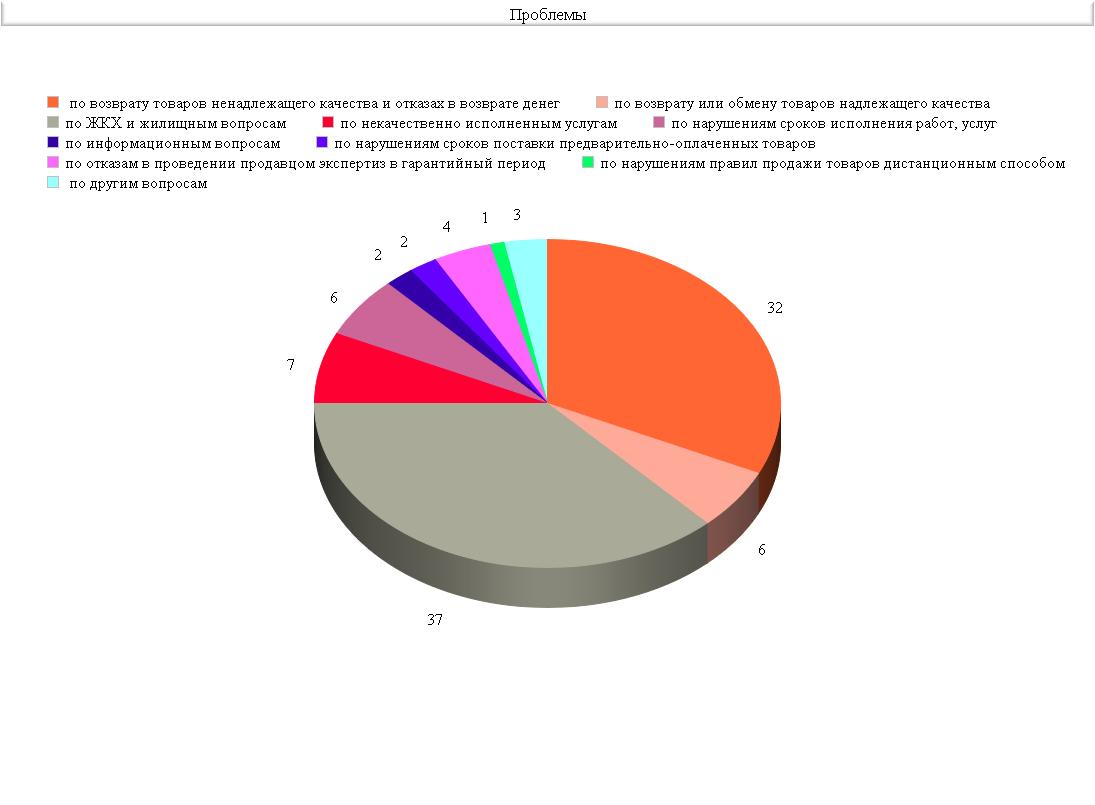 Проблемы
по возврату товаров ненадлежащего качества и отказах в возврате денег по возврату или обмену товаров надлежащего качества
по ЖКХ и жилищным вопросам по некачественно исполненным услугам по нарушениям сроков исполнения работ, услуг
по информационным вопросам по нарушениям сроков поставки предварительно-оплаченных товаров
по отказам в проведении продавцом экспертиз в гарантийный период по нарушениям правил продажи товаров дистанционным способом
по другим вопросам
3
1
4
2
2
6
32
7
6
37